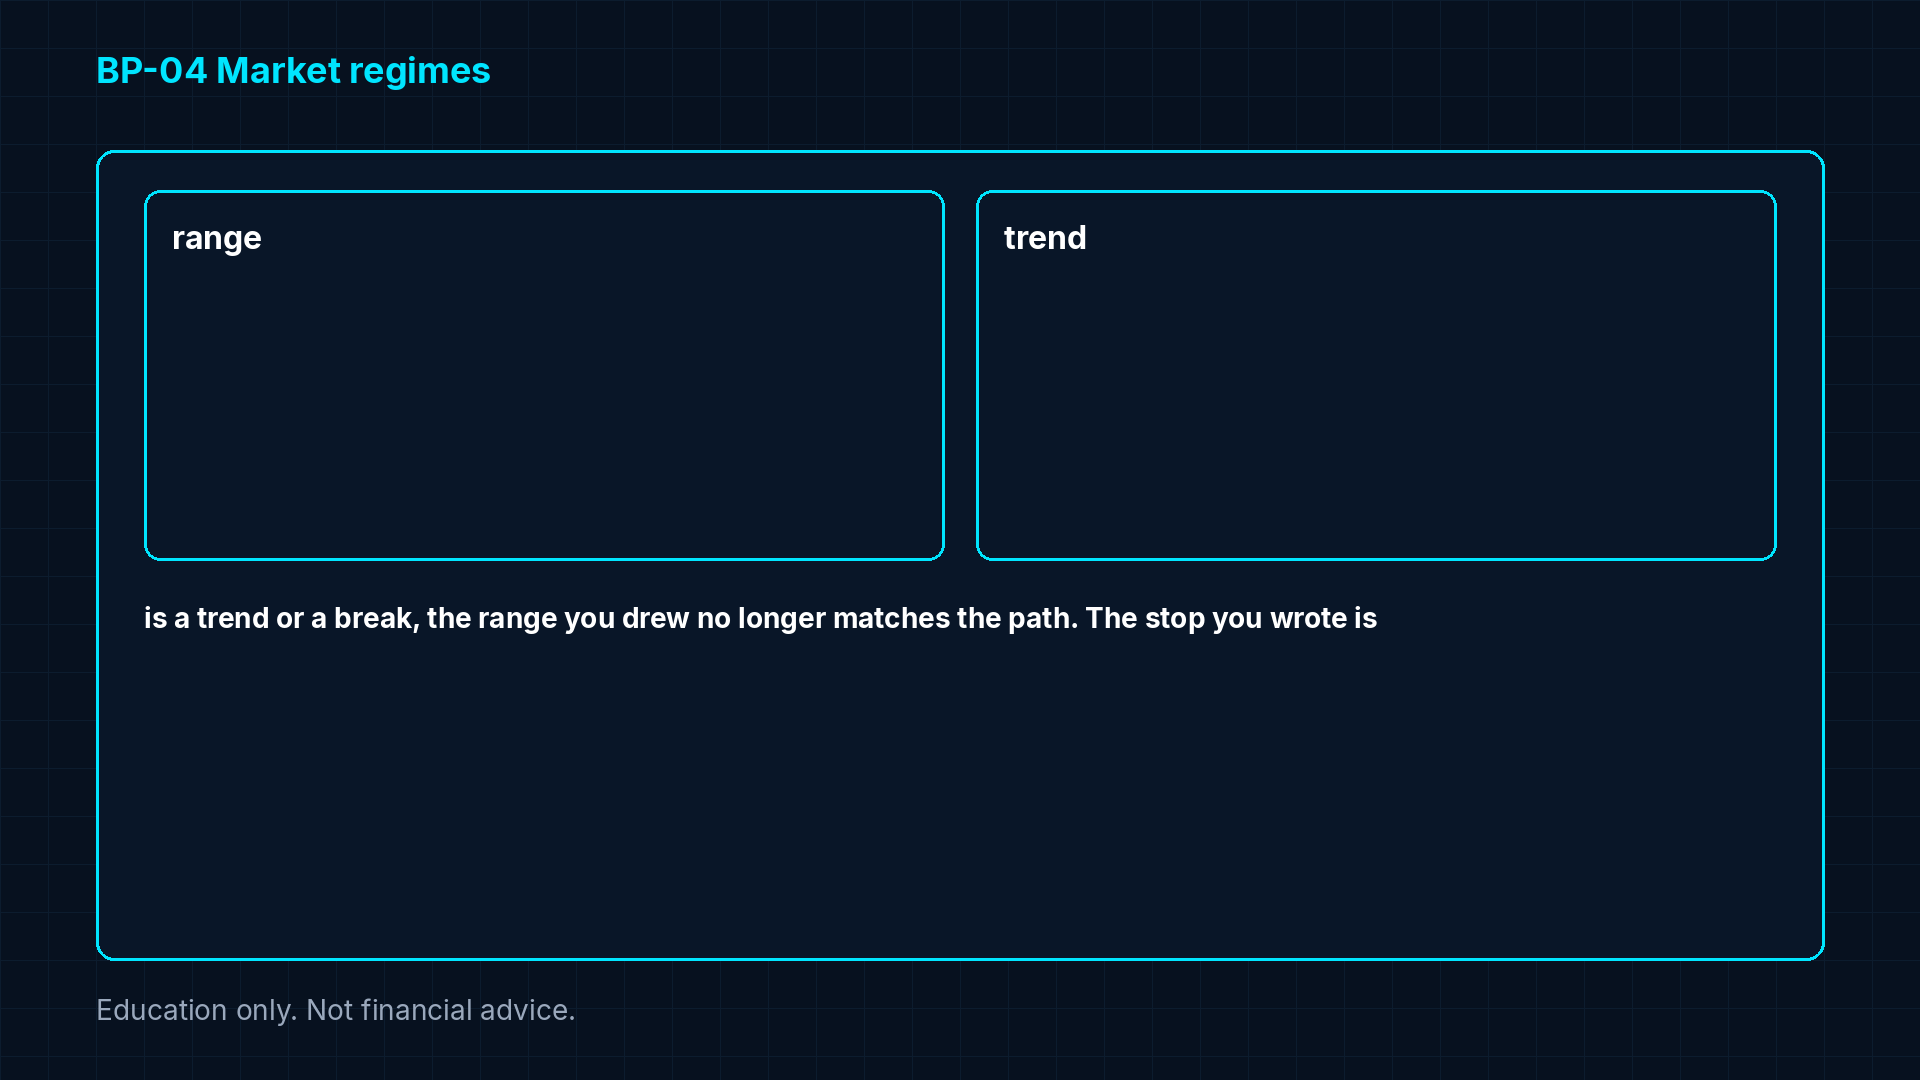 BP-04 Market regimes
range
trend
is a trend or a break, the range you drew no longer matches the path. The stop you wrote is
Education only. Not financial advice.